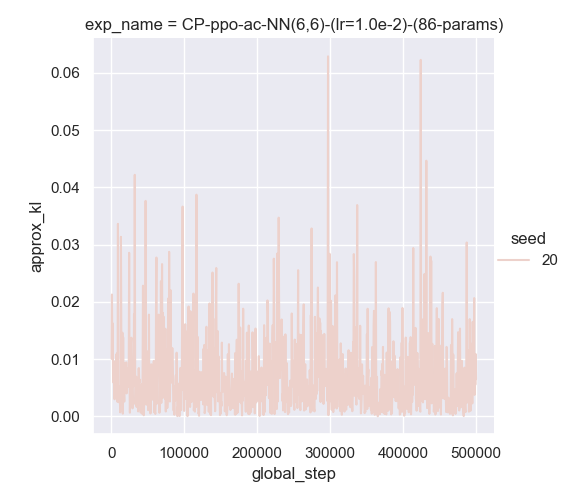 exp_name = CP-ppo-ac-NN(6,6)-(lr=1.0e-2)-(86-params)
0.06
0.05
0.04
0.03
0.02
0.01
0.00
approx_kl
0 100000 200000 300000 400000 500000
global_step
seed
20